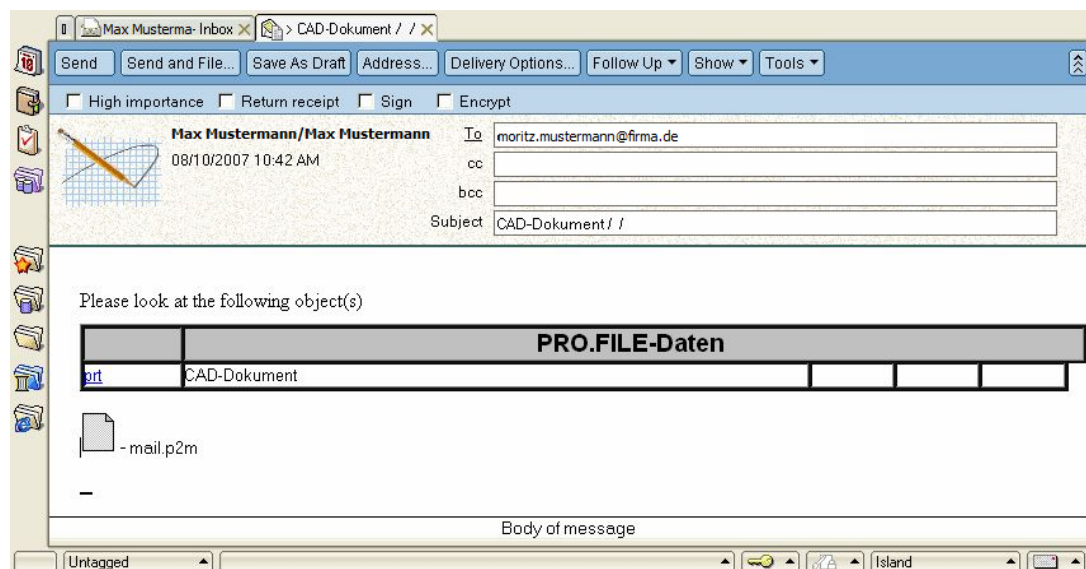 Max Musterma- Inbox > CAD-Dokument / /
Send Send and File... Save As Draft Address... Delivery Options... Follow Up Show Tools
High importance Return receipt Sign Encrypt
Max Mustermann/Max Mustermann To moritz.mustermann@firma.de
08/10/2007 10:42 AM cc
bcc
Subject CAD-Dokument / /
Please look at the following object(s)
PRO.FILE-Daten
prt CAD-Dokument
- mail.p2m
Body of message
Untagged Island